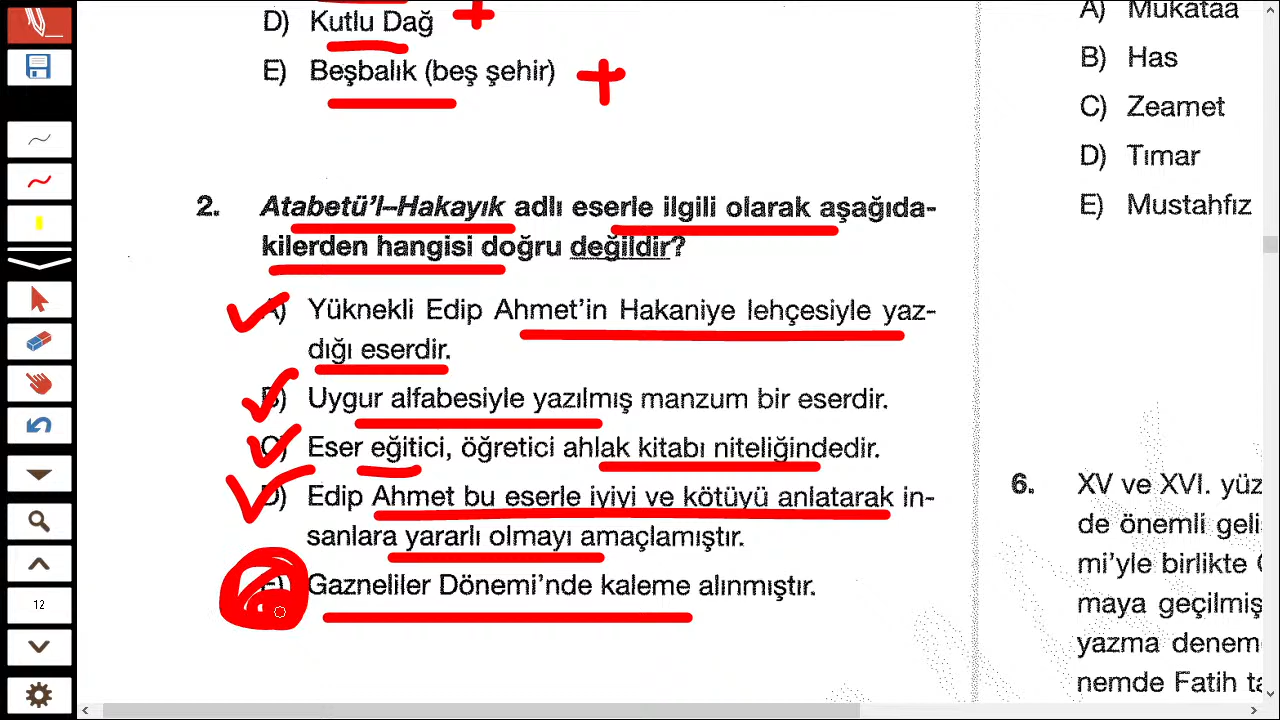 D) Kutlu Dağ
E) Beşbalık (beş şehir)
2. Atabetü’l–Hakayık adlı eserle ilgili olarak aşağıda-
kilerden hangisi doğru değildir?
A) Yüknekli Edip Ahmet’in Hakaniye lehçesiyle yaz-
dığı eserdir.
B) Uygur alfabesiyle yazılmış manzum bir eserdir.
C) Eser eğitici, öğretici ahlak kitabı niteliğindedir.
D) Edip Ahmet bu eserle iyiyi ve kötüyü anlatarak in-
sanlara yararlı olmayı amaçlamıştır.
E) Gazneliler Dönemi’nde kaleme alınmıştır.
A) Mukataa
B) Has
C) Zeamet
D) Tımar
E) Mustahfız
6. XV ve XVI. yüz
de önemli geli
mi’yle birlikte
maya geçilmiş
yazma denem
nemde Fatih ta
12